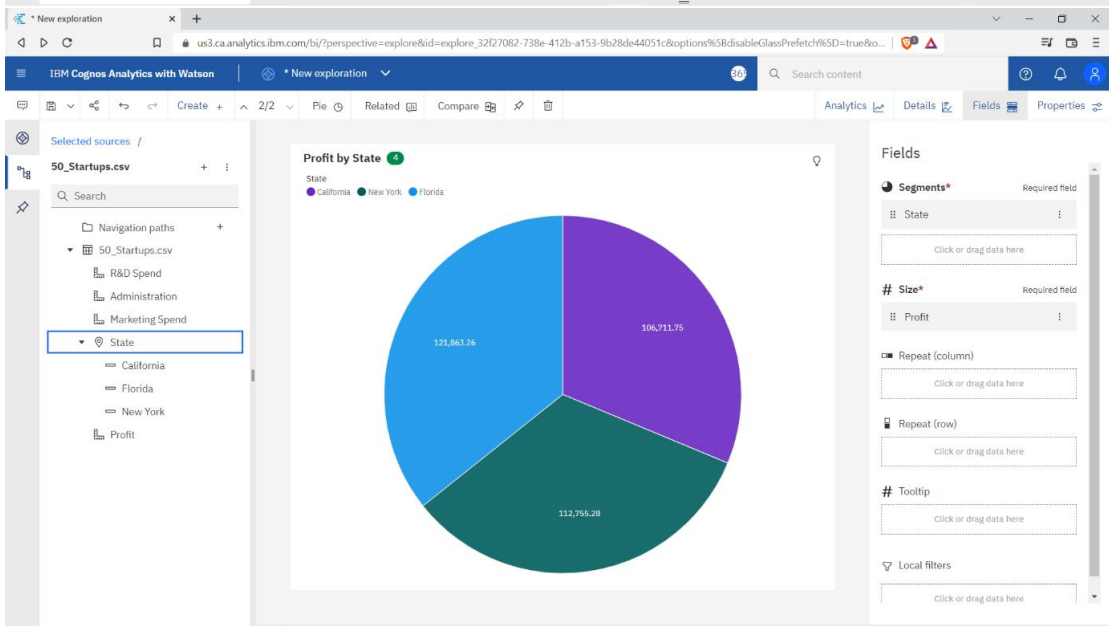 * New exploration
us3.ca.analytics.ibm.com/bi/?perspective=explore&id=explore_32f27082-738e-412b-a153-9b28de44051c&options%5BdisableGlassPrefetch%5D=true&o...
IBM Cognos Analytics with Watson
* New exploration
Search content
Create +
2/2
Pie
Related
Compare
Analytics
Details
Fields
Properties
Selected sources /
50_Startups.csv
Search
Navigation paths
50_Startups.csv
R&D Spend
Administration
Marketing Spend
State
California
Florida
New York
Profit
Profit by State 4
State
California New York Florida
121,863.26
106,711.75
112,755.28
Fields
Segments* Required field
State
Click or drag data here
Size* Required field
Profit
Repeat (column)
Click or drag data here
Repeat (row)
Click or drag data here
Tooltip
Click or drag data here
Local filters
Click or drag data here